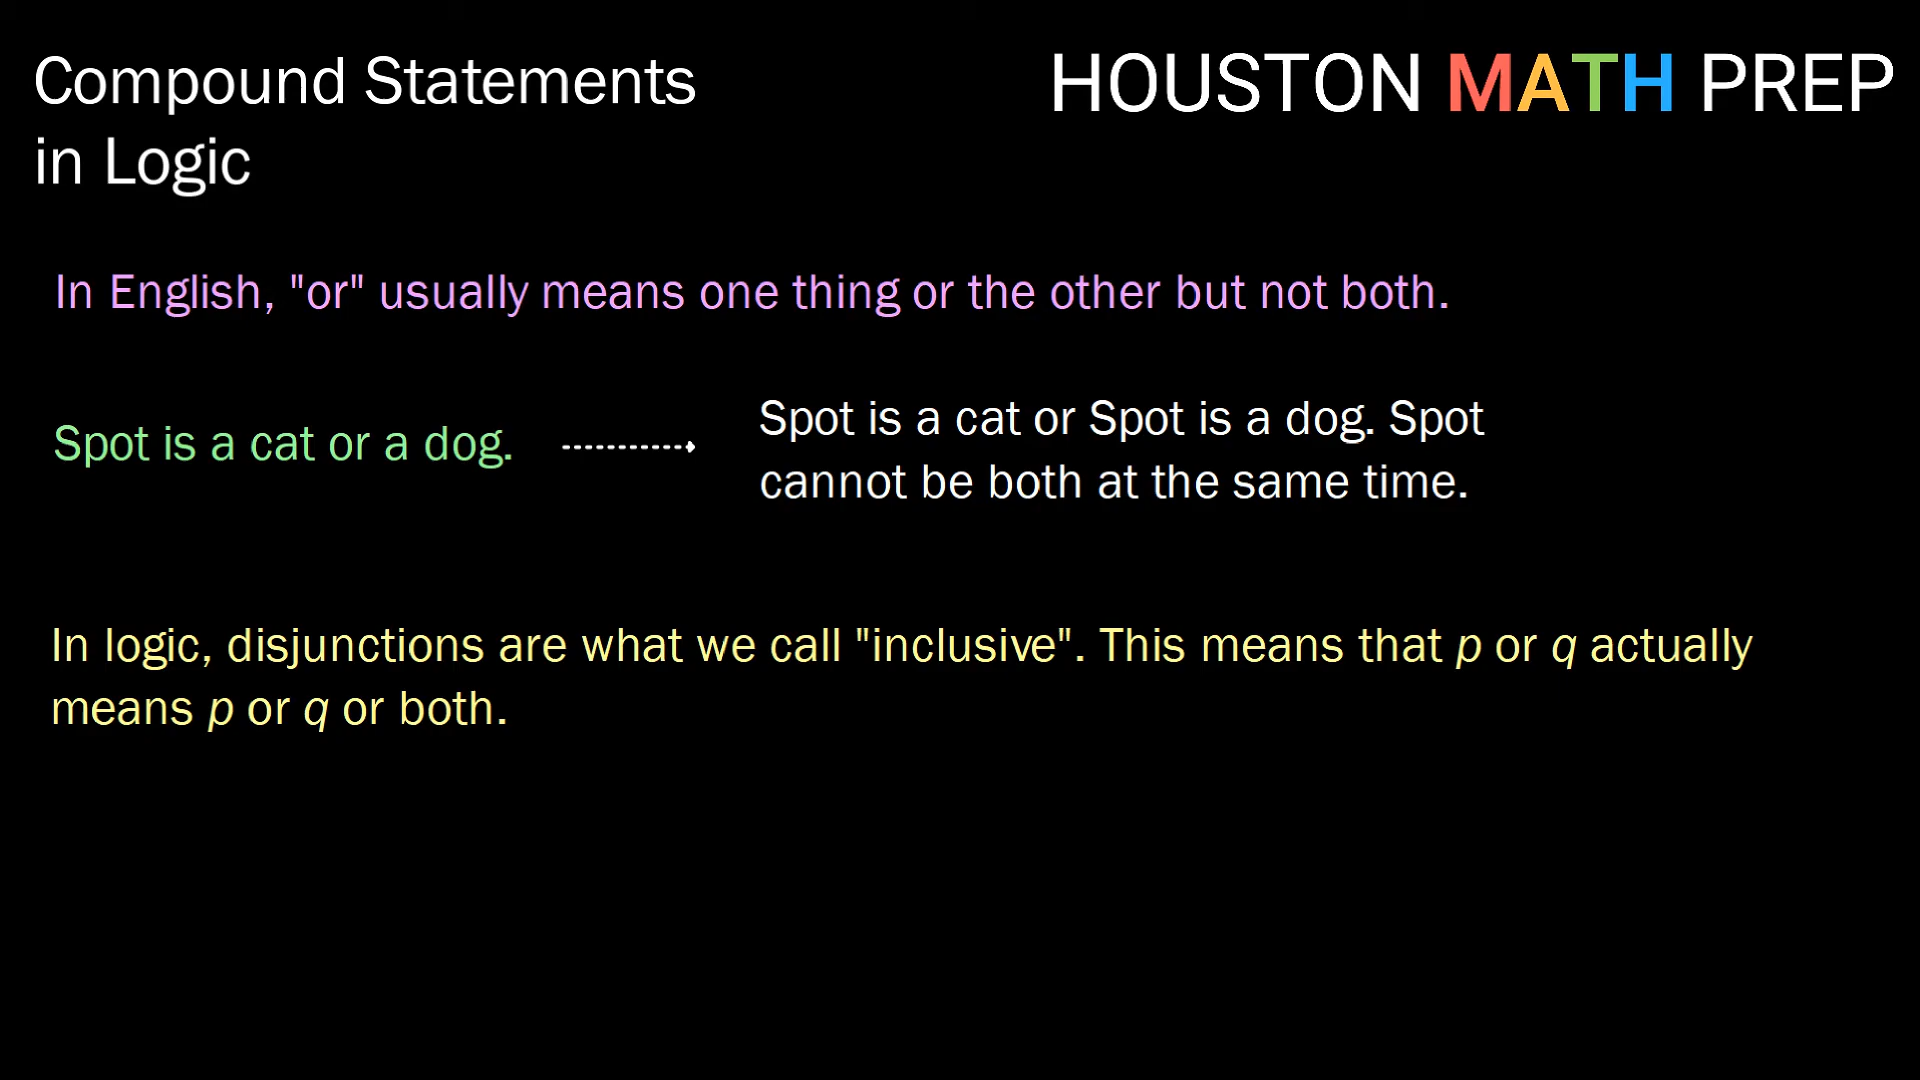 Compound Statements
in Logic
HOUSTON MATH PREP
In English, "or" usually means one thing or the other but not both.
Spot is a cat or a dog.
Spot is a cat or Spot is a dog. Spot
cannot be both at the same time.
In logic, disjunctions are what we call "inclusive". This means that p or q actually
means p or q or both.